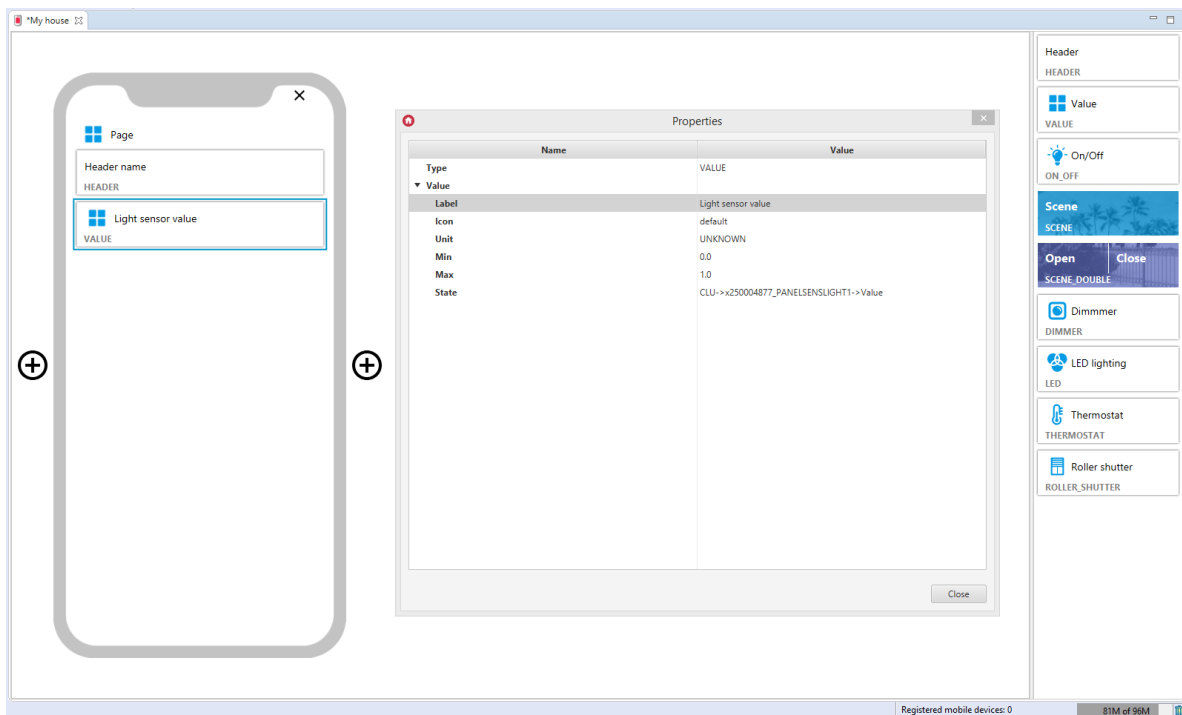 *My house
Page
Header name
HEADER
Light sensor value
VALUE
Properties
Name Value
Type VALUE
Value
Label Light sensor value
Icon default
Unit UNKNOWN
Min 0.0
Max 1.0
State CLU->x250004877_PANELSENSLIGHT1->Value
Close
Header
HEADER
Value
VALUE
On/Off
ON_OFF
Scene
SCENE
Open Close
SCENE_DOUBLE
Dimmmer
DIMMER
LED lighting
LED
Thermostat
THERMOSTAT
Roller shutter
ROLLER_SHUTTER
Registered mobile devices: 0 81M of 96M